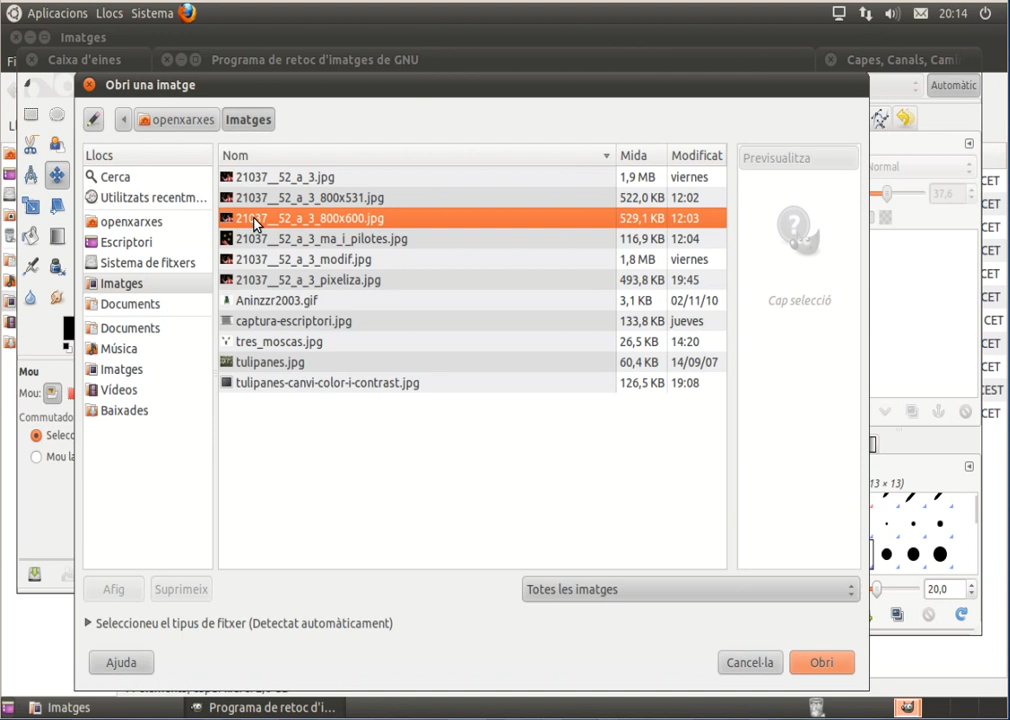 Aplicacions Llocs Sistema 20:14
Imatges
Caixa d'eines Programa de retoc d'imatges de GNU Capes, Canals, Camí
Obri una imatge
Automàtic
openxarxes Imatges
Llocs Nom Mida Modificat Previsualitza
Cerca 21037__52_a_3.jpg 1,9 MB viernes
Utilitzats recentm... 21037__52_a_3_800x531.jpg 522,0 KB 12:02
openxarxes 21037__52_a_3_800x600.jpg 529,1 KB 12:03
Escriptori 21037__52_a_3_ma_i_pilotes.jpg 116,9 KB 12:04
Sistema de fitxers 21037__52_a_3_modif.jpg 1,8 MB viernes
Imatges 21037__52_a_3_pixeliza.jpg 493,8 KB 19:45
Documents Aninzzr2003.gif 3,1 KB 02/11/10
captura-escriptori.jpg 133,8 KB jueves
Documents tres_moscas.jpg 26,5 KB 14:20
Música tulipanes.jpg 60,4 KB 14/09/07
Imatges tulipanes-canvi-color-i-contrast.jpg 126,5 KB 19:08
Vídeos
Baixades
Cap selecció
Normal
37,6
CET
CET
CET
CET
CET
CET
CET
CET
CET
CET
CEST
CET
Mou
Mou:
Commutado
Selecc
Mou la
13 × 13)
20,0
Afig Suprimeix Totes les imatges
Seleccioneu el tipus de fitxer (Detectat automàticament)
Ajuda Cancel·la Obri
Imatges Programa de retoc d'i...